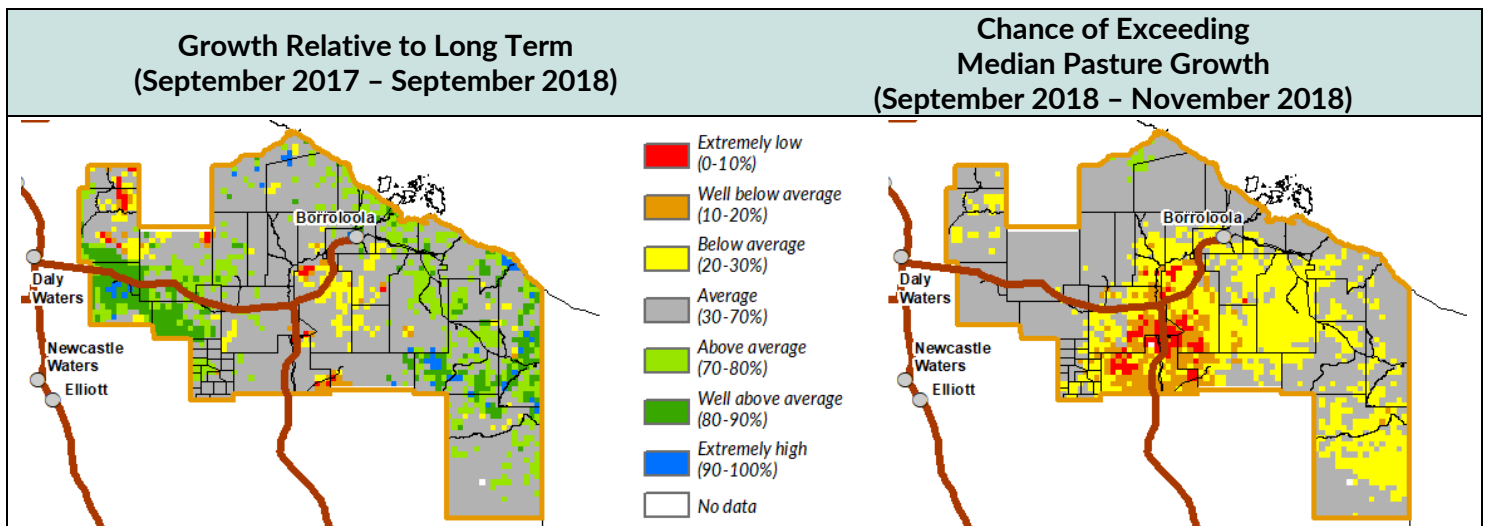 Growth Relative to Long Term
(September 2017 – September 2018)
Chance of Exceeding
Median Pasture Growth
(September 2018 – November 2018)
Borroloola
Daly
Waters
Newcastle
Waters
Elliott
Extremely low
(0-10%)
Well below average
(10-20%)
Below average
(20-30%)
Average
(30-70%)
Above average
(70-80%)
Well above average
(80-90%)
Extremely high
(90-100%)
No data
Borroloola
Daly
Waters
Newcastle
Waters
Elliott